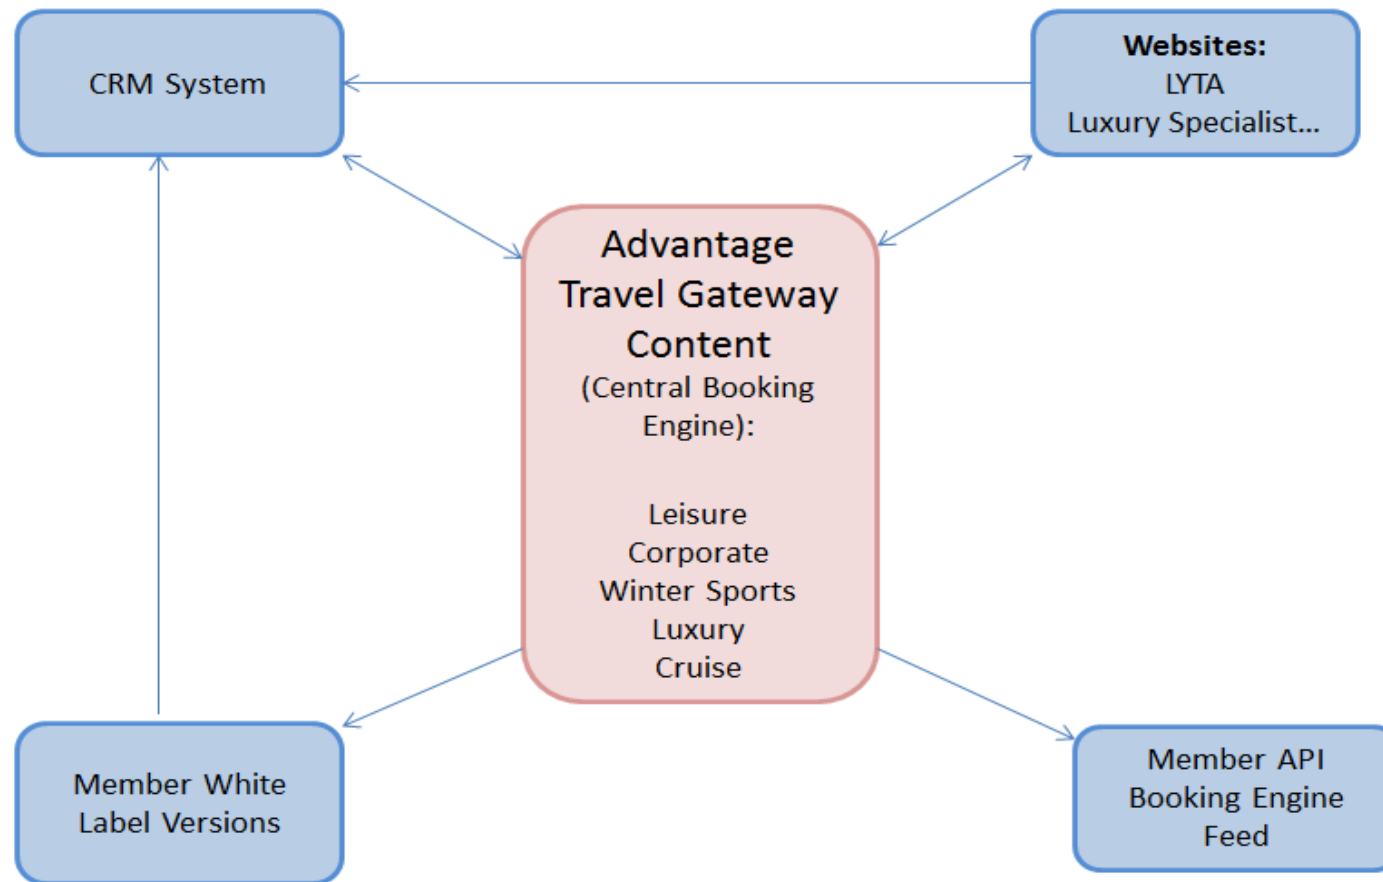 CRM System
Websites:
LYTA
Luxury Specialist...
Advantage
Travel Gateway
Content
(Central Booking
Engine):
Leisure
Corporate
Winter Sports
Luxury
Cruise
Member White
Label Versions
Member API
Booking Engine
Feed